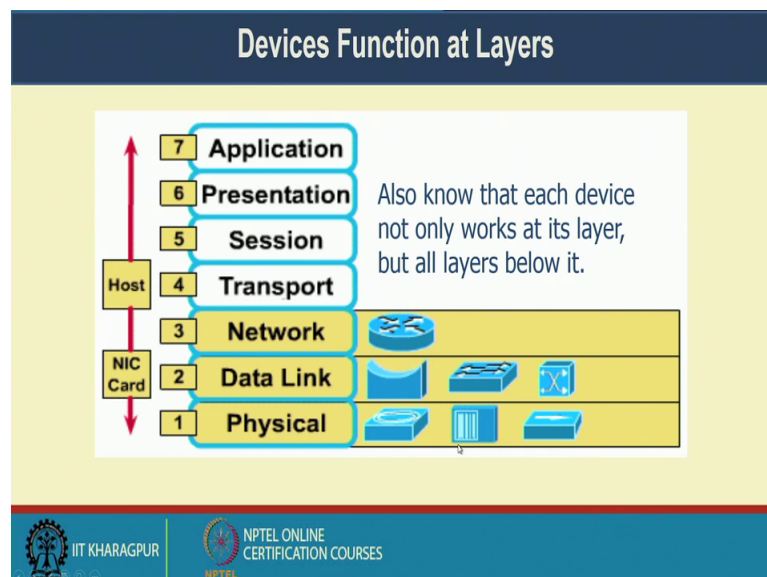 Devices Function at Layers
7 Application
6 Presentation
Also know that each device
not only works at its layer,
but all layers below it.
5 Session
Host
4 Transport
3 Network
NIC
Card
2 Data Link
1 Physical
IIT KHARAGPUR
NPTEL ONLINE
CERTIFICATION COURSES
NPTEL